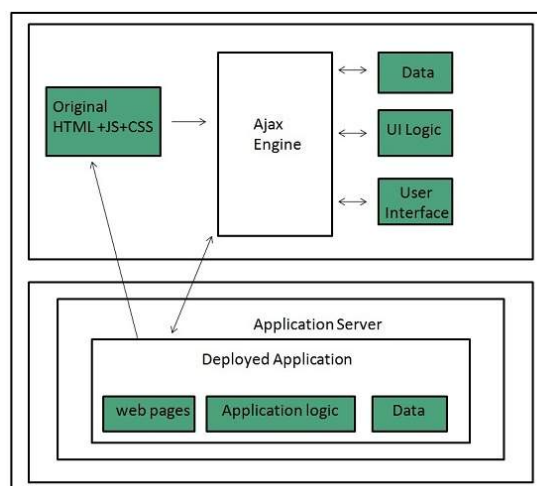 Original
HTML +JS+CSS
Ajax
Engine
Data
UI Logic
User
Interface
Application Server
Deployed Application
web pages
Application logic
Data